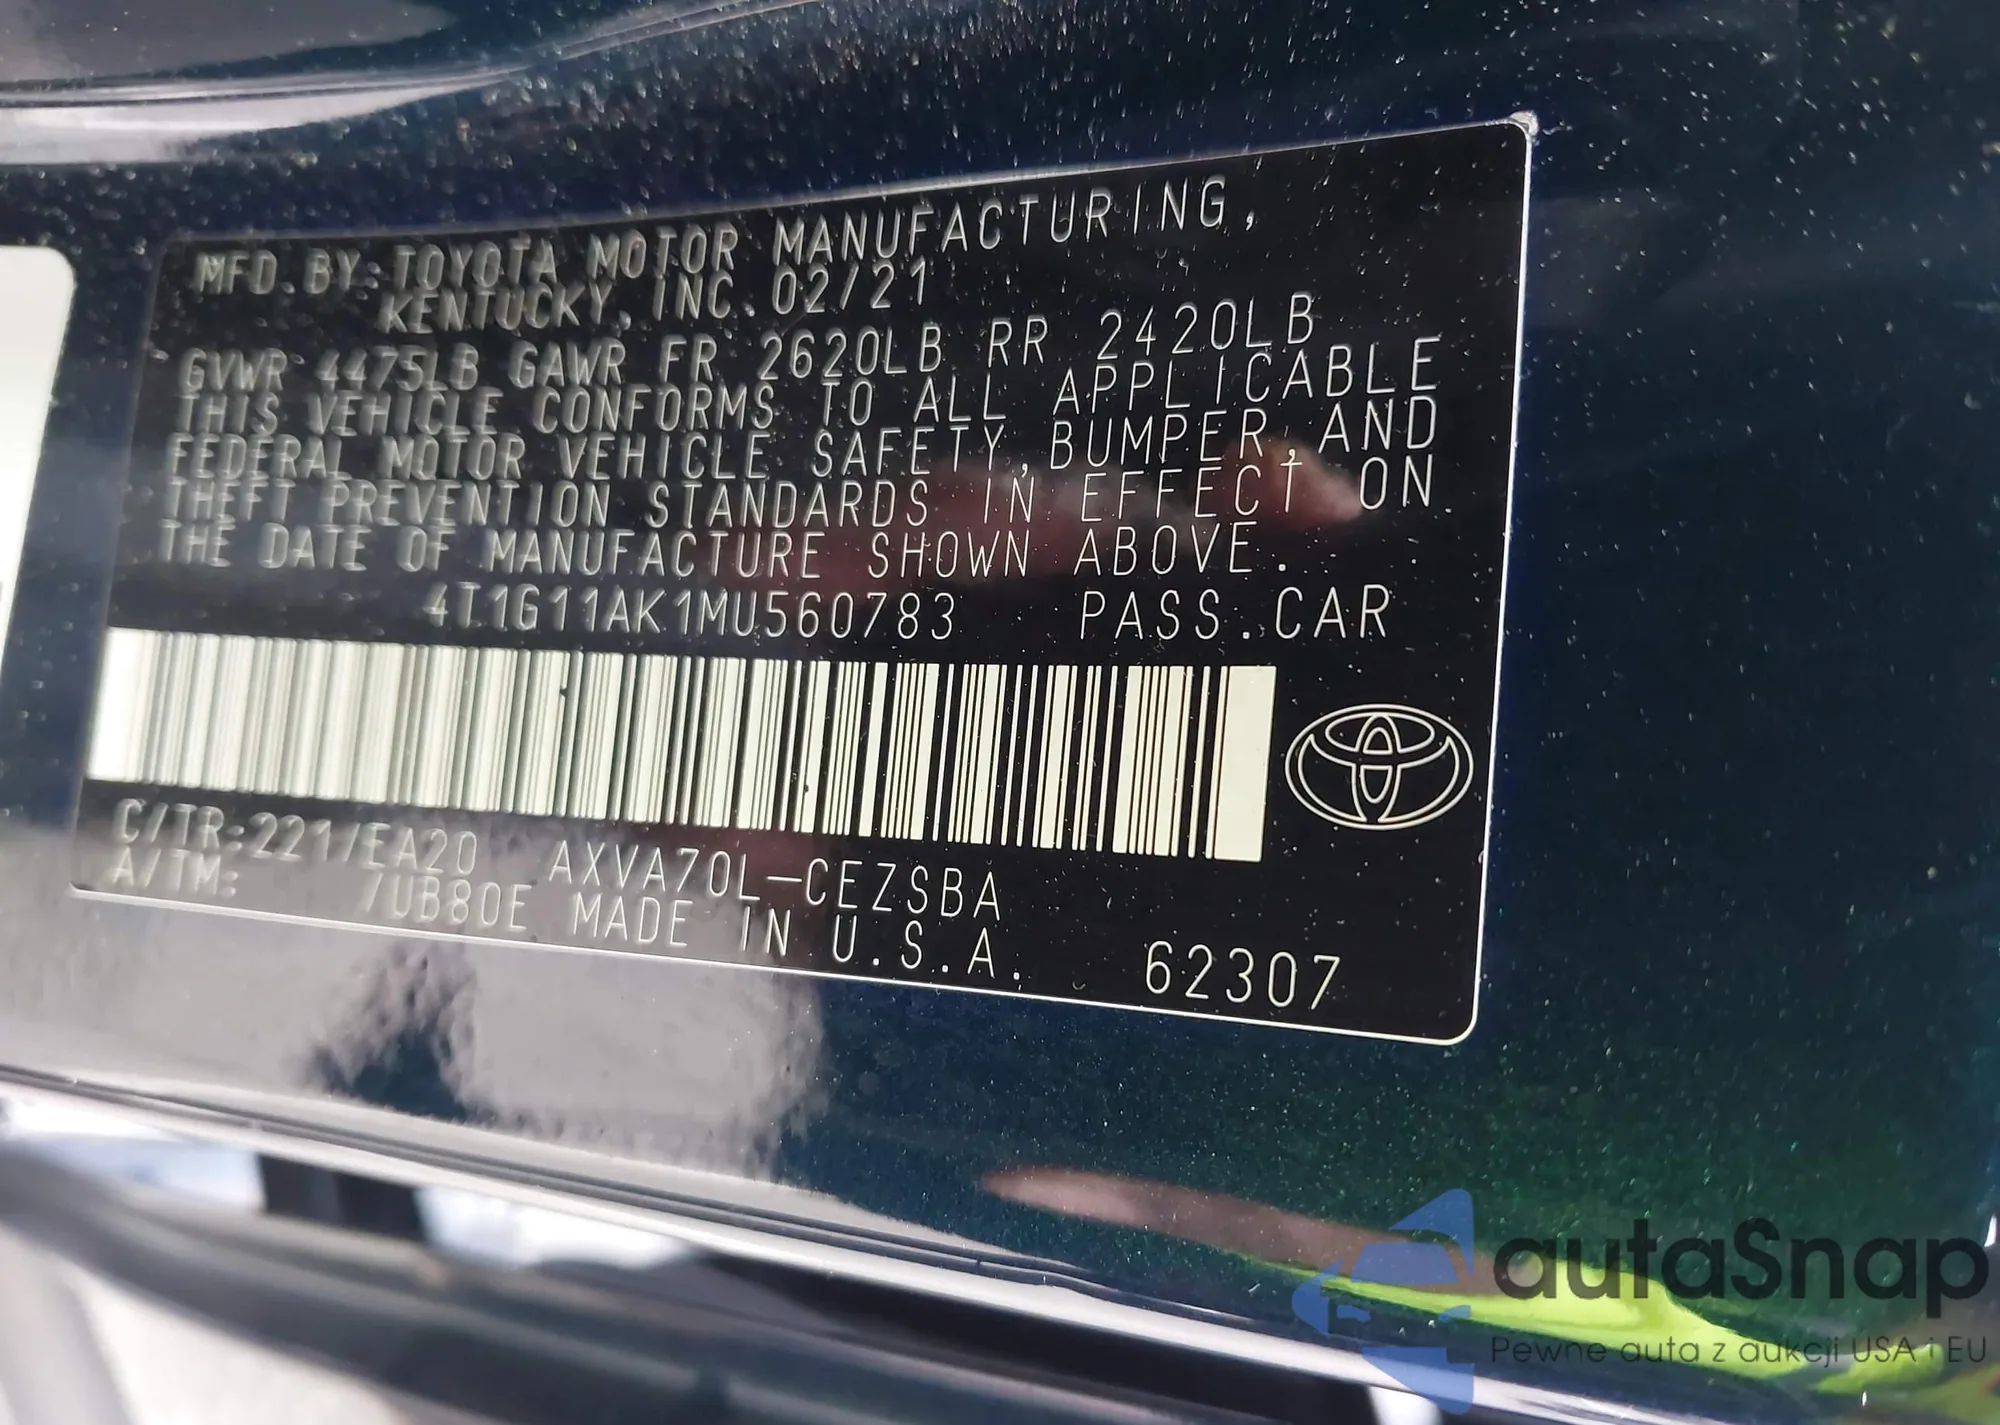 MFD. BY: TOYOTA MOTOR MANUFACTURING,
KENTUCKY, INC. 02/21
GVWR 4475LB GAWR FR 2620LB RR 2420LB
THIS VEHICLE CONFORMS TO ALL APPLICABLE
FEDERAL MOTOR VEHICLE SAFETY, BUMPER, AND
THEFT PREVENTION STANDARDS IN EFFECT ON
THE DATE OF MANUFACTURE SHOWN ABOVE.
4T1G11AK1MU560783 PASS. CAR
C/TR: 221/EA20 AXVA70L-CEZSBA
A/TM: /UB80E MADE IN U.S.A. 62307
autaSnap
Pewne auta z aukcji USA i EU